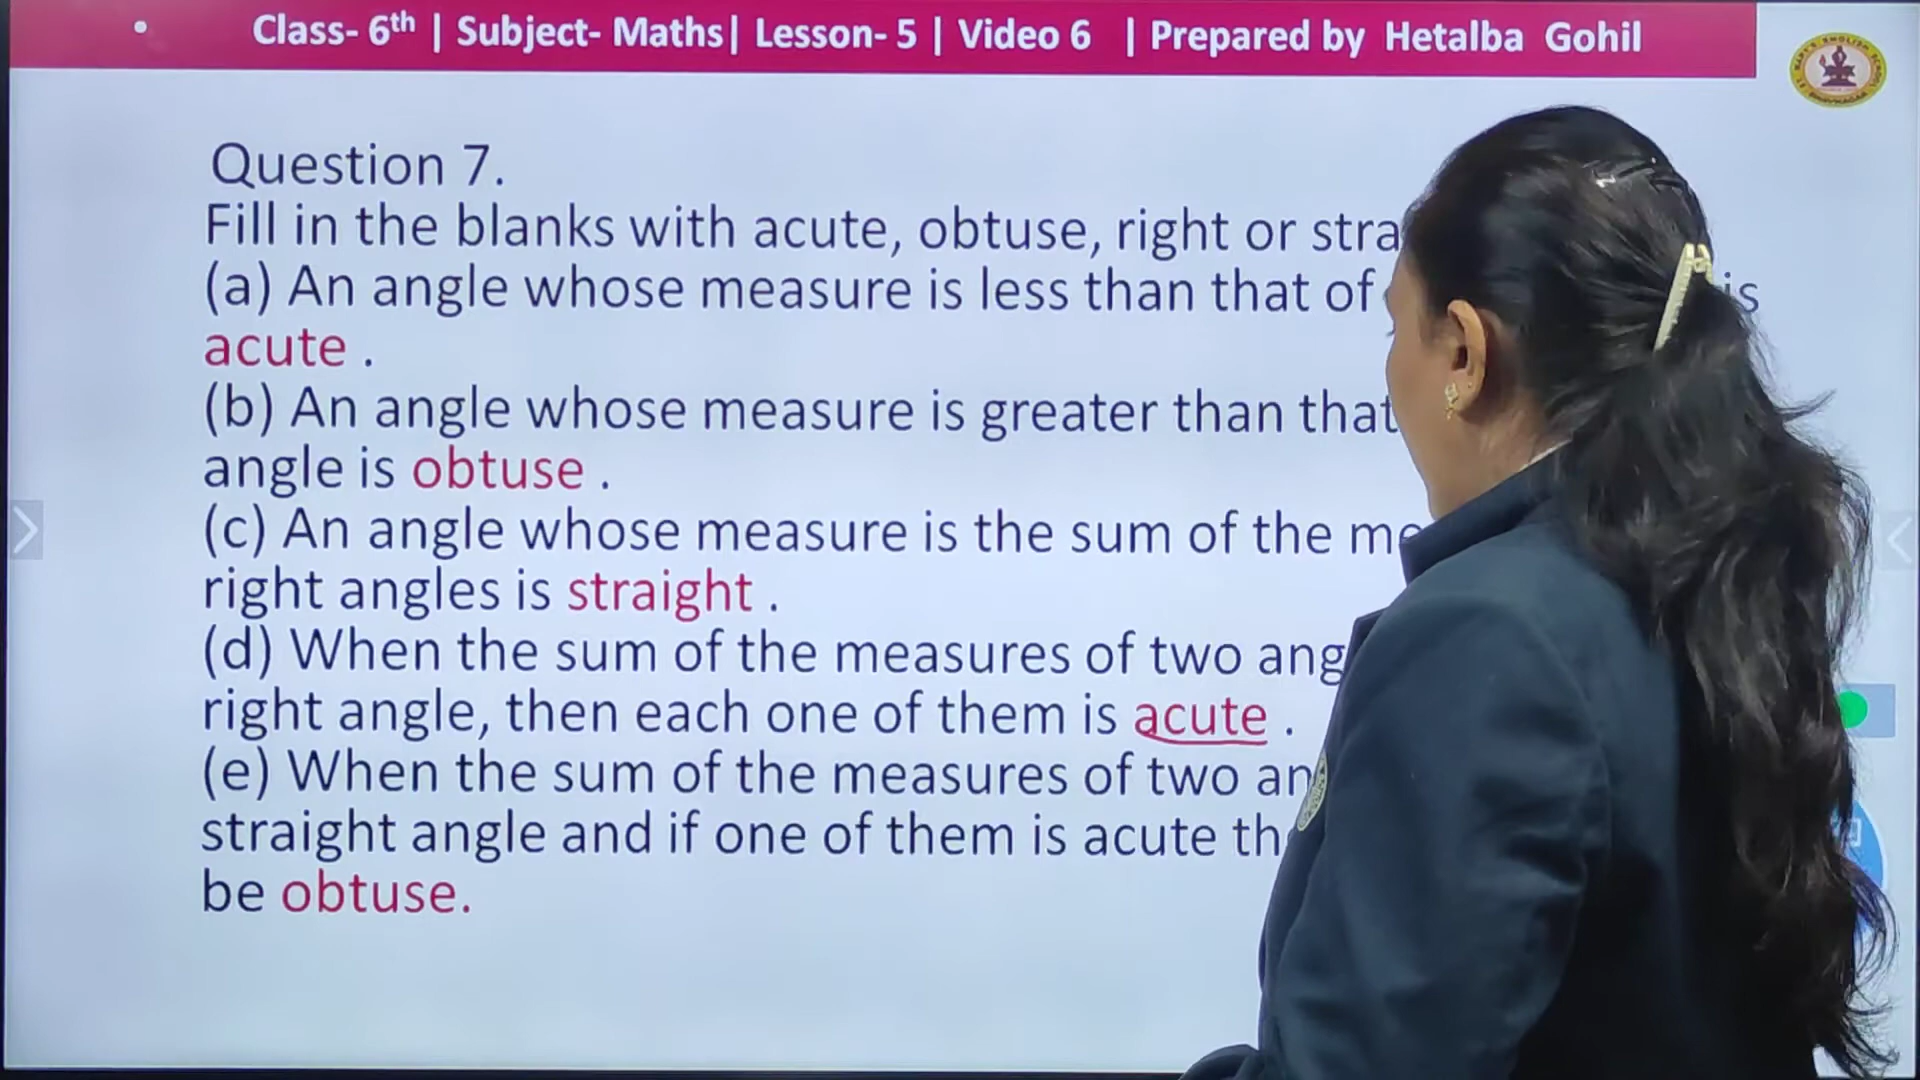 • Class- 6th | Subject- Maths| Lesson- 5 | Video 6 | Prepared by Hetalba Gohil
Question 7.
Fill in the blanks with acute, obtuse, right or stra
(a) An angle whose measure is less than that of is
acute .
(b) An angle whose measure is greater than that
angle is obtuse .
(c) An angle whose measure is the sum of the me
right angles is straight .
(d) When the sum of the measures of two ang
right angle, then each one of them is acute .
(e) When the sum of the measures of two an
straight angle and if one of them is acute th
be obtuse.